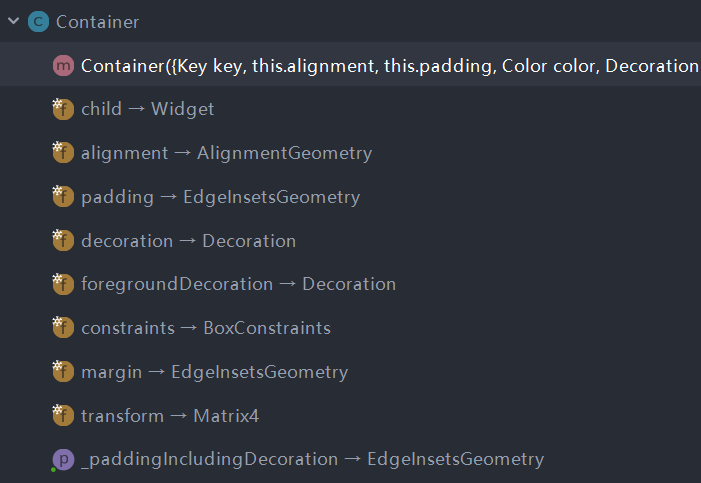 C Container
m Container({Key key, this.alignment, this.padding, Color color, Decoration
f child → Widget
f alignment → AlignmentGeometry
f padding → EdgeInsetsGeometry
f decoration → Decoration
f foregroundDecoration → Decoration
f constraints → BoxConstraints
f margin → EdgeInsetsGeometry
f transform → Matrix4
p _paddingIncludingDecoration → EdgeInsetsGeometry